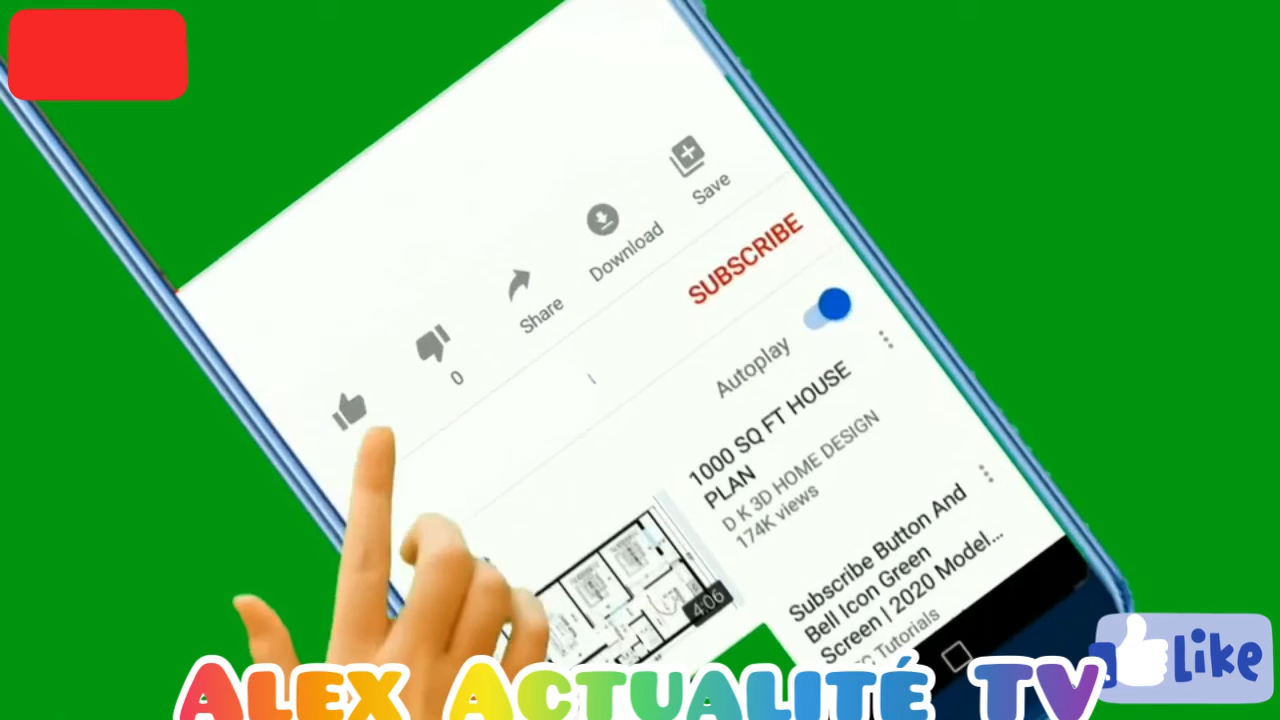 Save
Download
Share
0
SUBSCRIBE
Autoplay
1000 SQ FT HOUSE
PLAN
D K 3D HOME DESIGN
174K views
4:06
Subscribe Button And
Bell Icon Green
Screen | 2020 Model...
Tutorials
Like
ALEX ACTUALITÉ TV